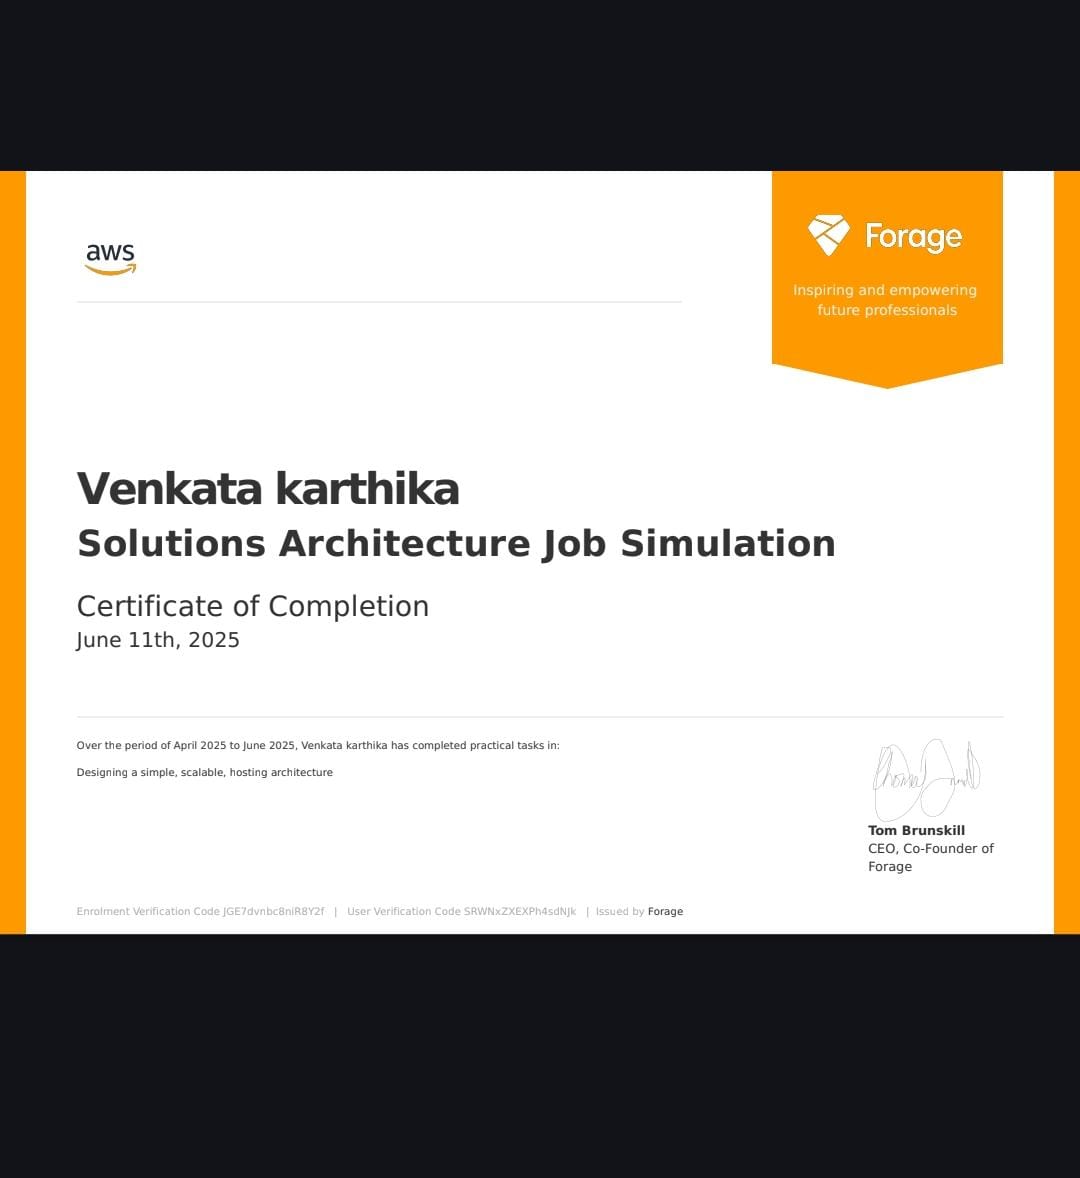 aws
Forage
Inspiring and empowering
future professionals
Venkata karthika
Solutions Architecture Job Simulation
Certificate of Completion
June 11th, 2025
Over the period of April 2025 to June 2025, Venkata karthika has completed practical tasks in:
Designing a simple, scalable, hosting architecture
Tom Brunskill
CEO, Co-Founder of
Forage
Enrolment Verification Code JGE7dvnbc8niR8Y2f | User Verification Code SRWNxZXEXPh4sdNJk | Issued by Forage